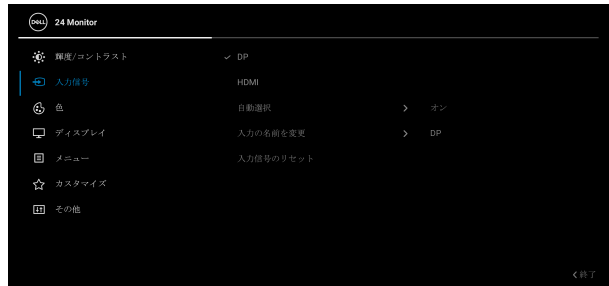 DELL 24 Monitor
輝度/コントラスト ✓ DP
入力信号 HDMI
色 自動選択 > オン
ディスプレイ 入力の名前を変更 > DP
メニュー 入力信号のリセット
カスタマイズ
その他
<終了